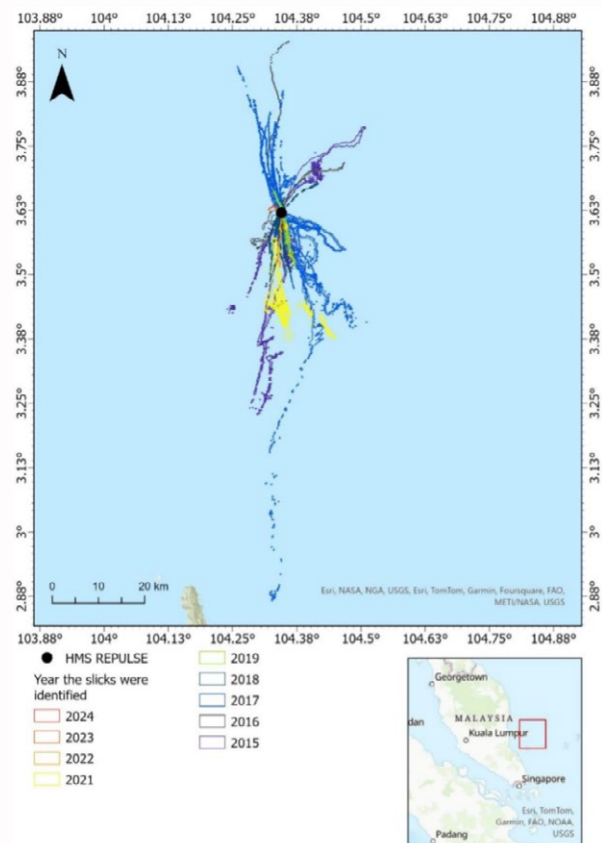 103.88° 104° 104.13° 104.25° 104.38° 104.5° 104.63° 104.75° 104.88°
N
3.88° 3.88°
3.75° 3.75°
3.63° 3.63°
3.5° 3.5°
3.38° 3.38°
3.25° 3.25°
3.13° 3.13°
3° 3°
2.88° 2.88°
0 10 20 km
Esri, NASA, NGA, USGS, Esri, TomTom, Garmin, Foursquare, FAO,
METI/NASA, USGS
103.88° 104° 104.13° 104.25° 104.38° 104.5° 104.63° 104.75° 104.88°
HMS REPULSE
Year the slicks were
identified
2024
2023
2022
2021
2019
2018
2017
2016
2015
Georgetown
dan
MALAYSIA
Kuala Lumpur
Singapore
Esri, TomTom,
Garmin, FAO, NOAA,
USGS
Padang